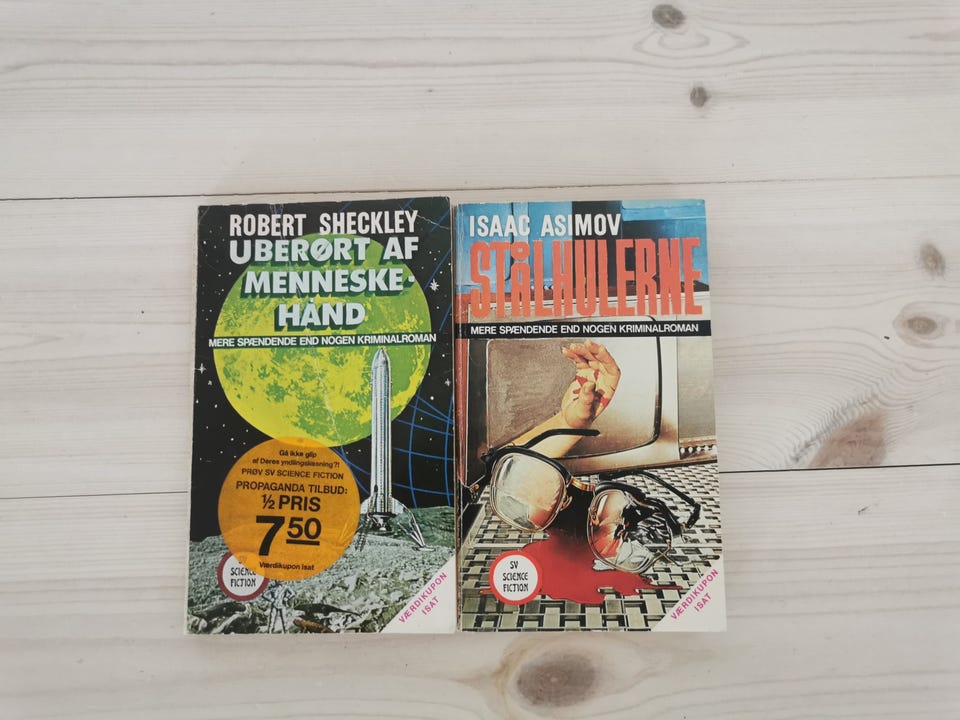 ROBERT SHECKLEY
UBERØRT AF
MENNESKE-
HÅND
MERE SPÆNDENDE END NOGEN KRIMINALROMAN
Gå ikke glip
af Deres yndlingslæsning?!
PRØV SV SCIENCE FICTION
PROPAGANDA TILBUD:
½ PRIS
7 50
Værdikupon isat
SV
SCIENCE
FICTION
VÆRDIKUPON
ISAT
ISAAC ASIMOV
STÅLHULERNE
MERE SPÆNDENDE END NOGEN KRIMINALROMAN
SV
SCIENCE
FICTION
VÆRDIKUPON
ISAT